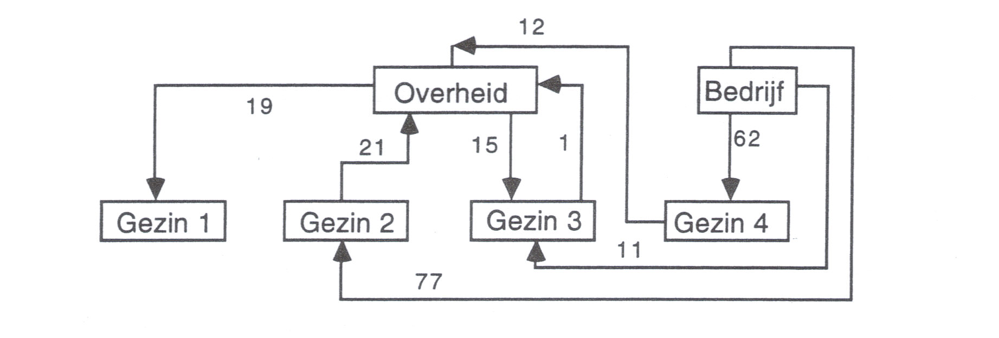 12
Overheid
Bedrijf
19
21
15
1
62
Gezin 1
Gezin 2
Gezin 3
Gezin 4
11
77